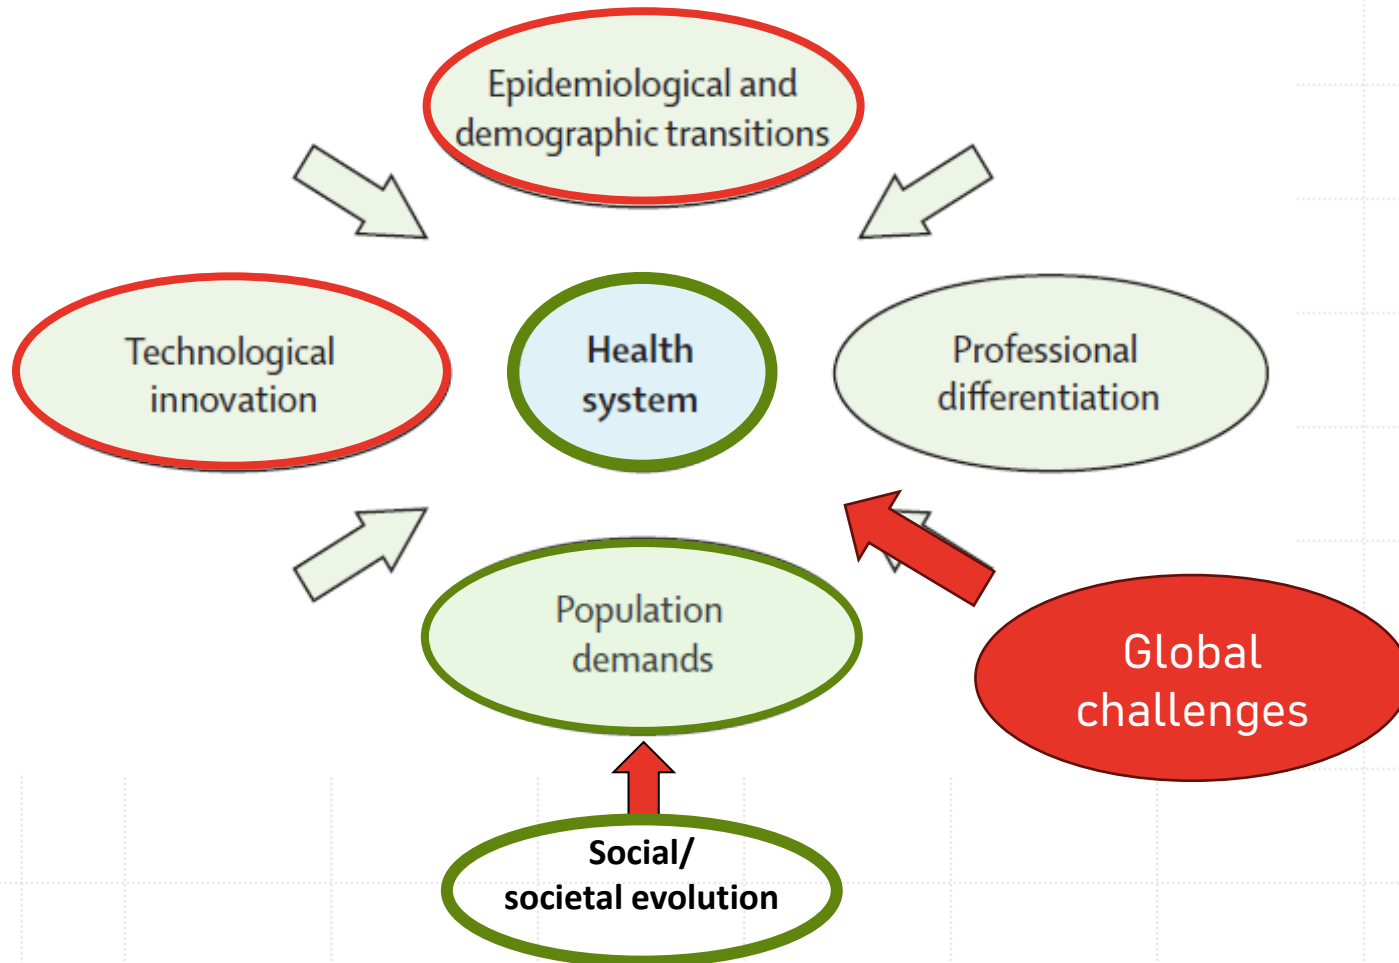 Epidemiological and
demographic transitions
Technological
innovation
Health
system
Professional
differentiation
Population
demands
Global
challenges
Social/
societal evolution